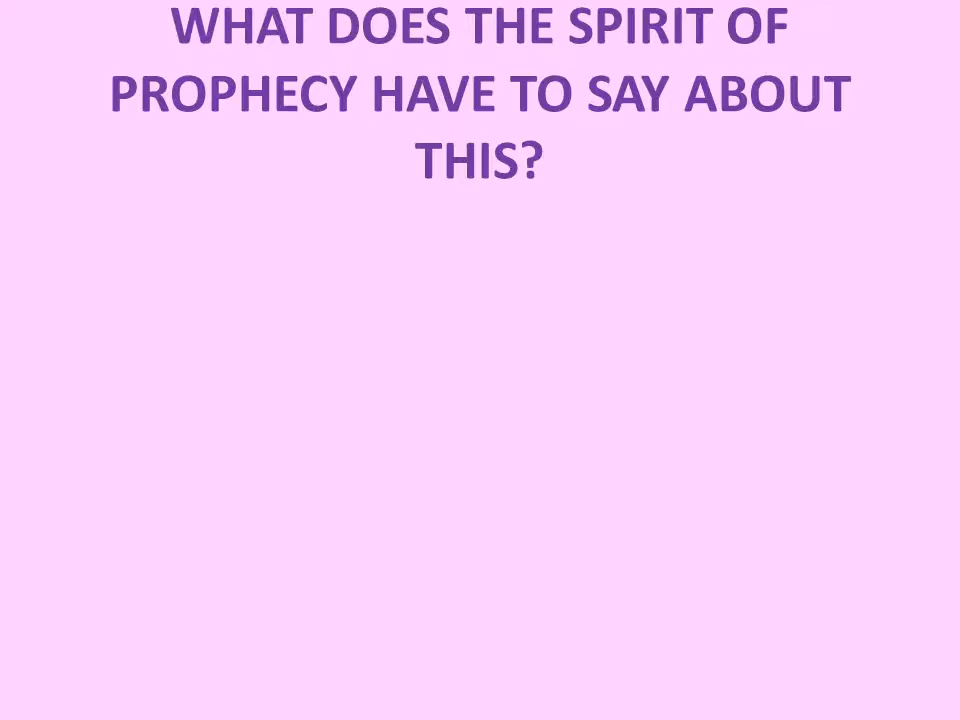 WHAT DOES THE SPIRIT OF
PROPHECY HAVE TO SAY ABOUT
THIS?